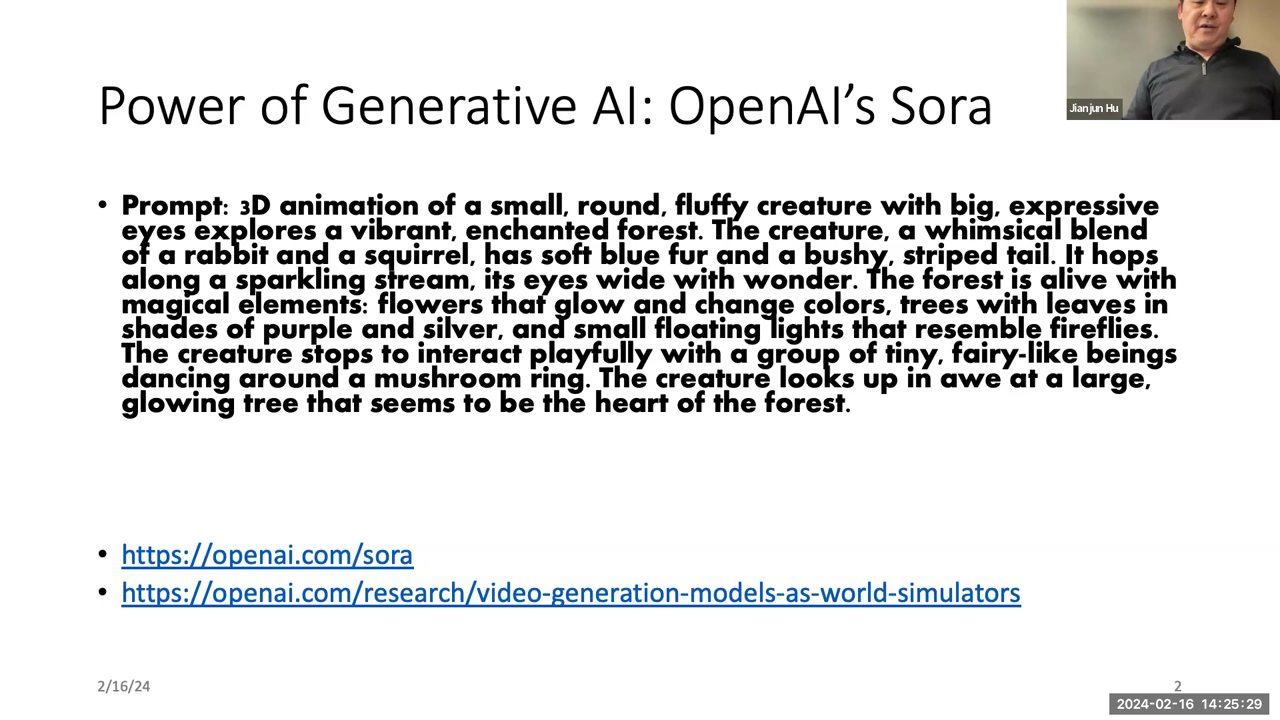 Power of Generative AI: OpenAI's Sora
Jianjun Hu
• Prompt: 3D animation of a small, round, fluffy creature with big, expressive
eyes explores a vibrant, enchanted forest. The creature, a whimsical blend
of a rabbit and a squirrel, has soft blue fur and a bushy, striped tail. It hops
along a sparkling stream, its eyes wide with wonder. The forest is alive with
magical elements: flowers that glow and change colors, trees with leaves in
shades of purple and silver, and small floating lights that resemble fireflies.
The creature stops to interact playfully with a group of tiny, fairy-like beings
dancing around a mushroom ring. The creature looks up in awe at a large,
glowing tree that seems to be the heart of the forest.
• https://openai.com/sora
• https://openai.com/research/video-generation-models-as-world-simulators
2/16/24
2
2024-02-16 14:25:29